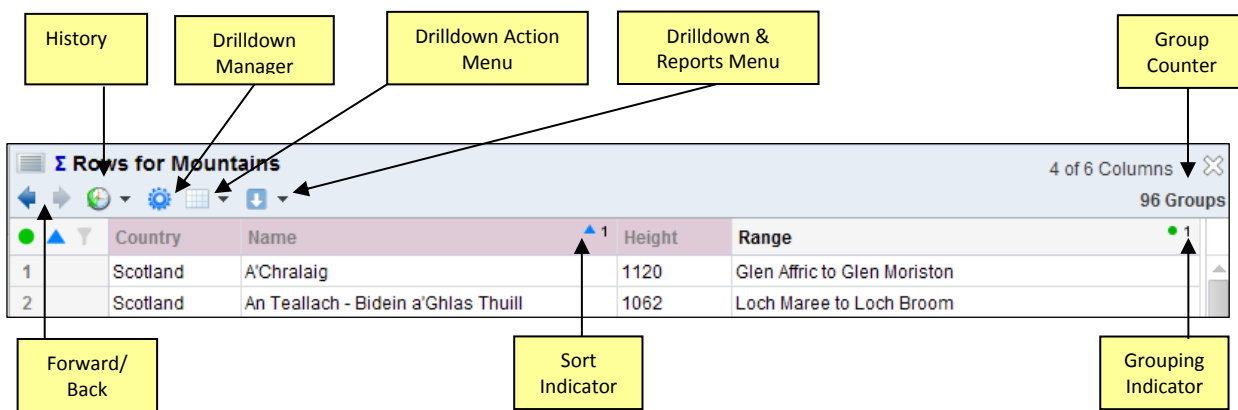 History
Drilldown
Manager
Drilldown Action
Menu
Drilldown &
Reports Menu
Group
Counter
Σ Rows for Mountains
4 of 6 Columns
96 Groups
Country Name 1 Height Range 1
1 Scotland A'Chralaig 1120 Glen Affric to Glen Moriston
2 Scotland An Teallach - Bidein a'Ghlas Thuill 1062 Loch Maree to Loch Broom
Forward/
Back
Sort
Indicator
Grouping
Indicator